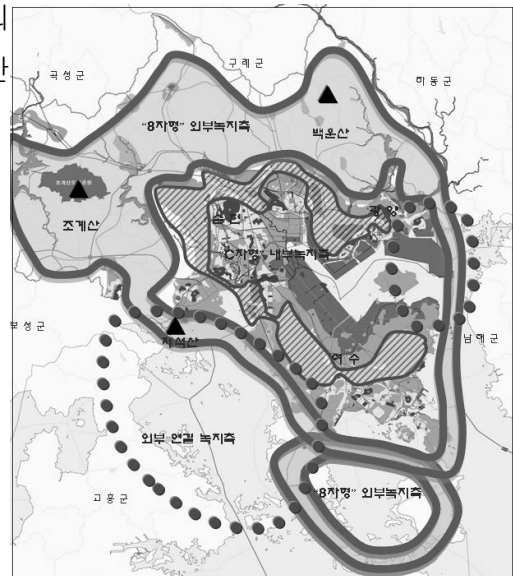 구례군
하동군
곡성군
"8자형" 외부녹지축
백운산
조계산
순천
광양
"C자형" 내부녹지축
보성군
제석산
남해군
여수
외부 연결 녹지축
고흥군
"8자형" 외부녹지축